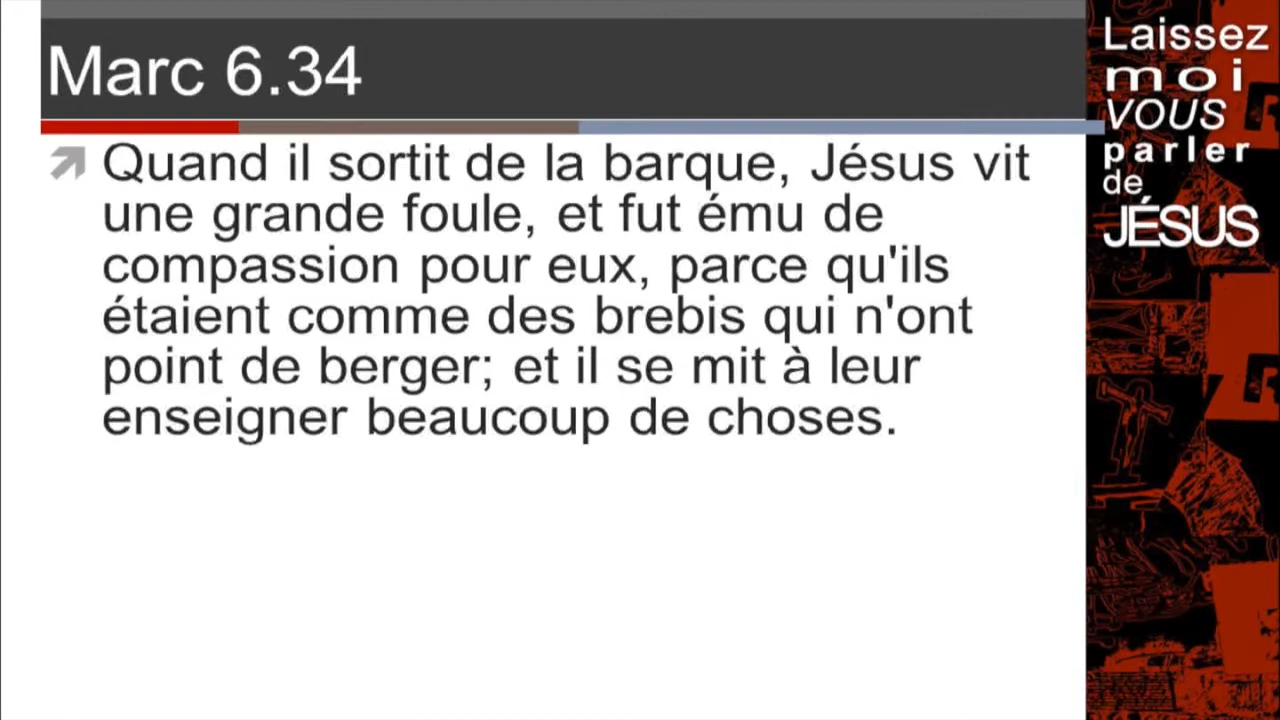 Marc 6.34
Quand il sortit de la barque, Jésus vit
une grande foule, et fut ému de
compassion pour eux, parce qu'ils
étaient comme des brebis qui n'ont
point de berger; et il se mit à leur
enseigner beaucoup de choses.
Laissez
moi
VOUS
parler
de
JÉSUS